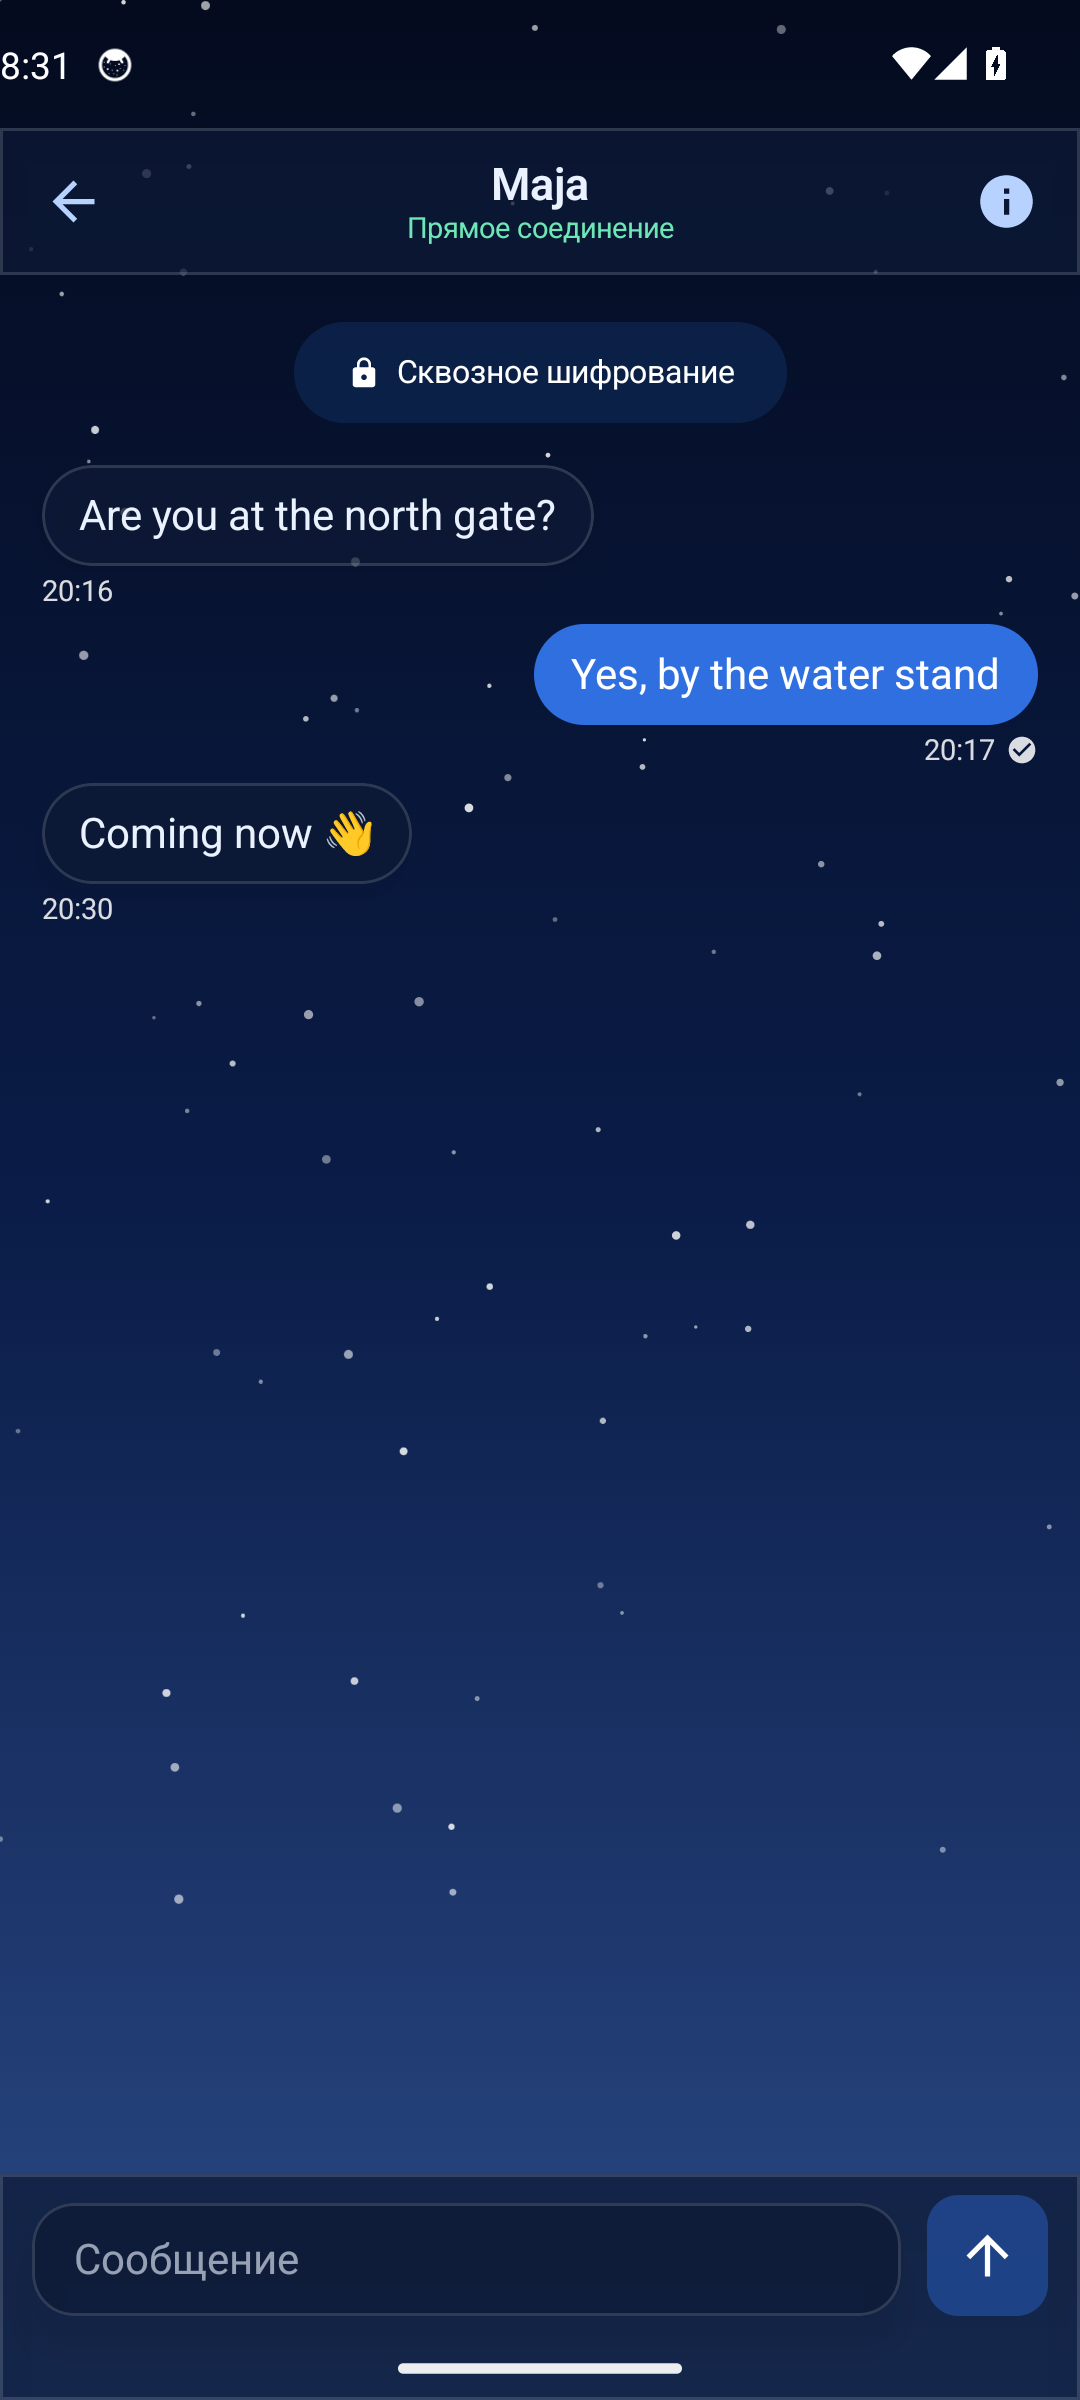 8:31
Maja
Прямое соединение
Сквозное шифрование
Are you at the north gate?
20:16
Yes, by the water stand
20:17
Coming now 👋
20:30
Сообщение